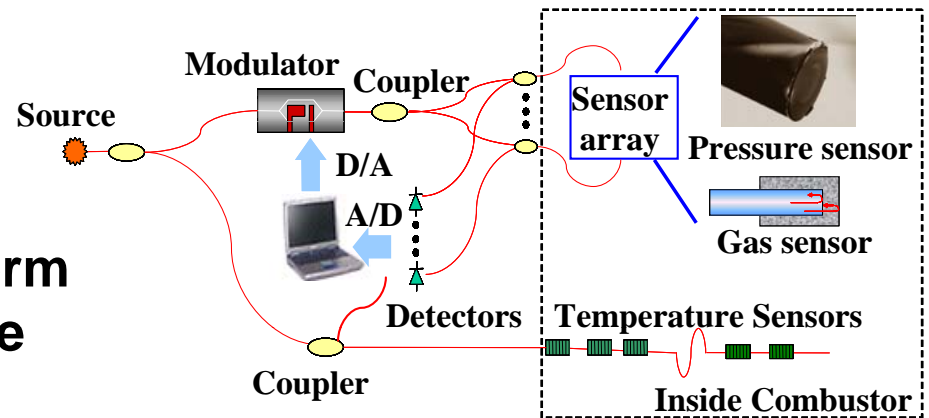 Modulator
Coupler
Source
Sensor
array
Pressure sensor
D/A
A/D
Gas sensor
rm
e
Detectors
Temperature Sensors
Coupler
Inside Combustor